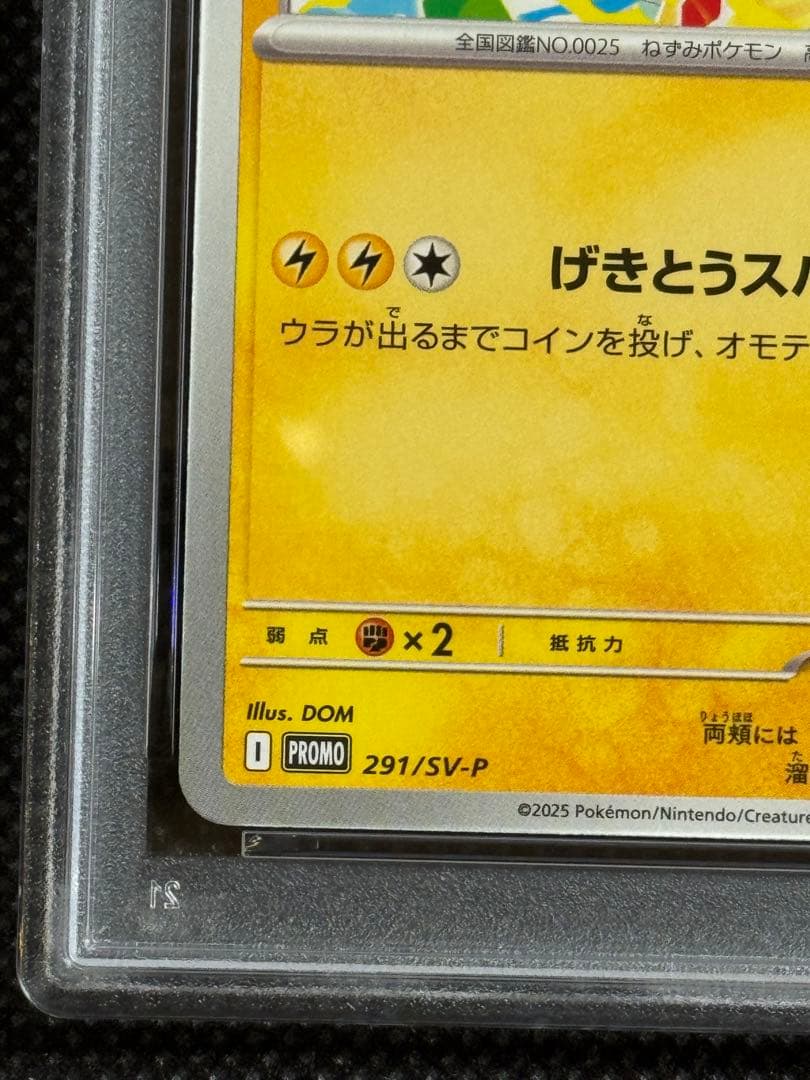 全国図鑑NO.0025 ねずみポケモン
げきとうス
ウラが出るまでコインを投げ、オモテ
弱点 ×2 抵抗力
Illus. DOM
I PROMO 291/SV-P
両頬には
溜
©2025 Pokémon/Nintendo/Creature
21